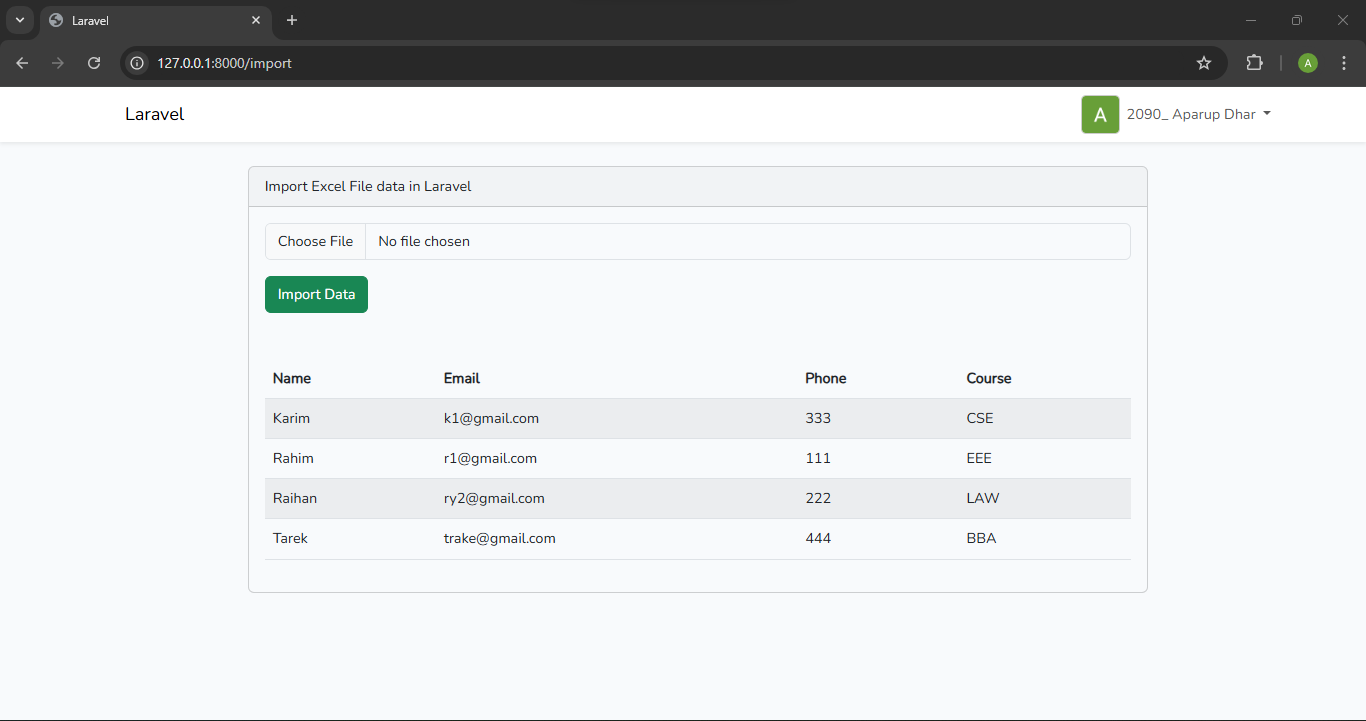 Laravel
127.0.0.1:8000/import
A
Laravel
A 2090_ Aparup Dhar
Import Excel File data in Laravel
Choose File No file chosen
Import Data
Name Email Phone Course
Karim k1@gmail.com 333 CSE
Rahim r1@gmail.com 111 EEE
Raihan ry2@gmail.com 222 LAW
Tarek trake@gmail.com 444 BBA